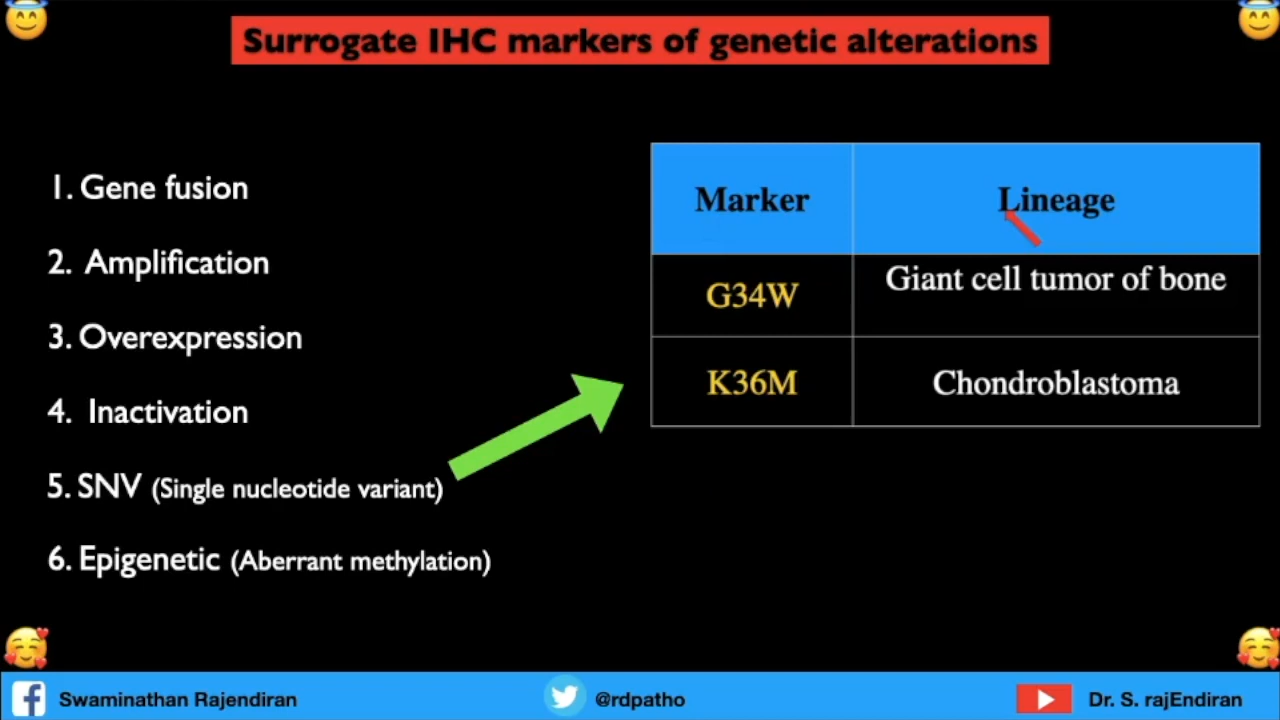 Surrogate IHC markers of genetic alterations
1. Gene fusion
2. Amplification
3. Overexpression
4. Inactivation
5. SNV (Single nucleotide variant)
6. Epigenetic (Aberrant methylation)
Marker Lineage
G34W Giant cell tumor of bone
K36M Chondroblastoma
Swaminathan Rajendiran @rdpatho Dr. S. rajEndiran